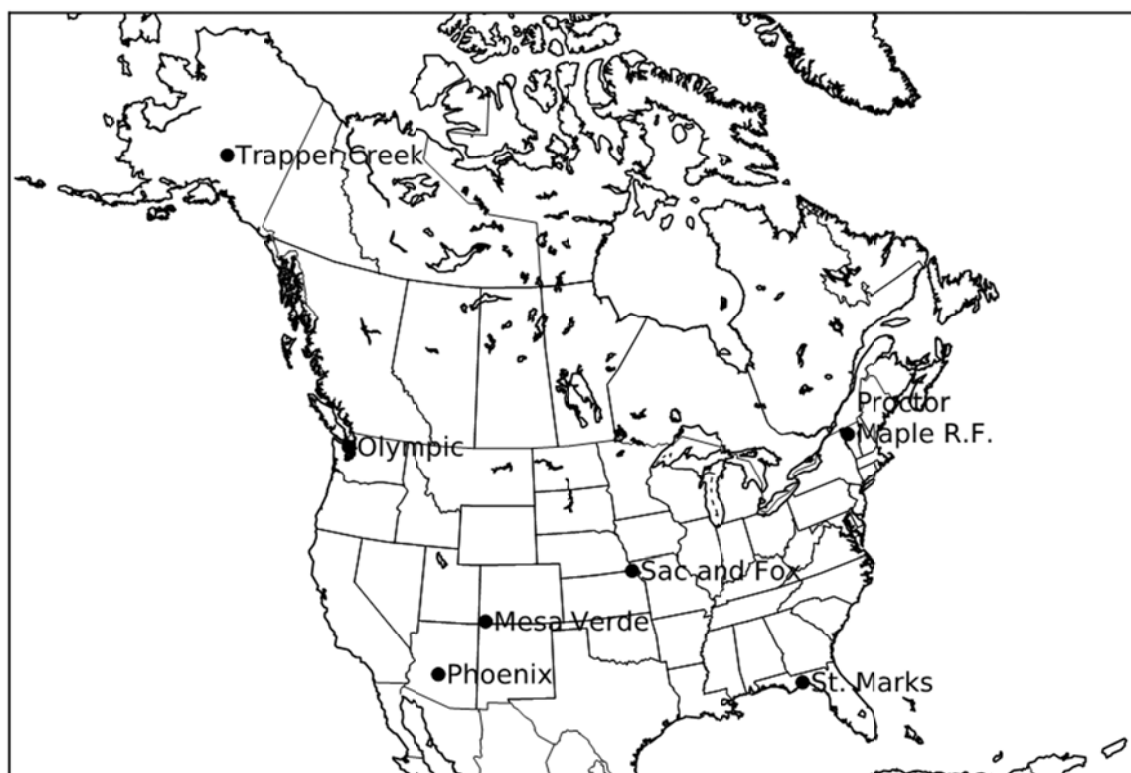 Trapper Creek
Proctor
Maple R.F.
Olympic
Sac and Fox
Mesa Verde
Phoenix
St. Marks